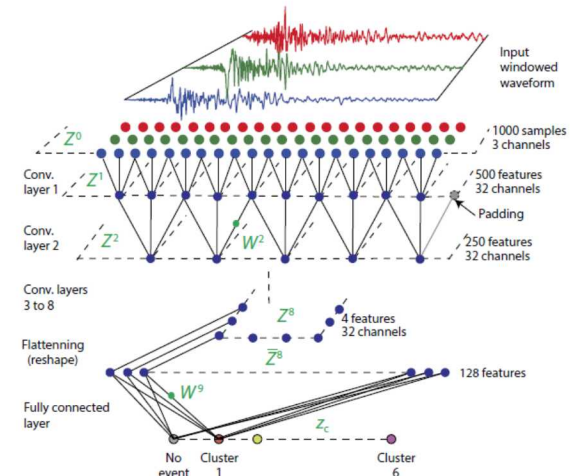 Input
windowed
waveform
Z⁰
1000 samples
3 channels
Conv.
layer 1
Z¹
500 features
32 channels
Padding
Conv.
layer 2
Z²
W²
250 features
32 channels
Conv. layers
3 to 8
Z⁸
4 features
32 channels
Flattenning
(reshape)
Z̅⁸
128 features
W⁹
Fully connected
layer
z_c
No
event
Cluster
1
Cluster
6